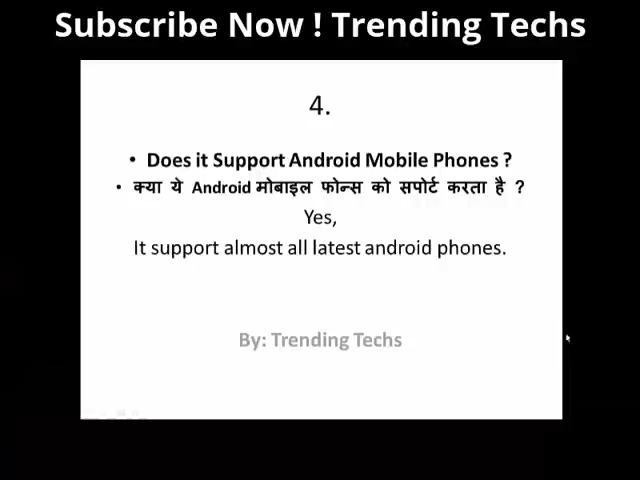 Subscribe Now ! Trending Techs
4.
• Does it Support Android Mobile Phones ?
• क्या ये Android मोबाइल फोन्स को सपोर्ट करता है ?
Yes,
It support almost all latest android phones.
By: Trending Techs